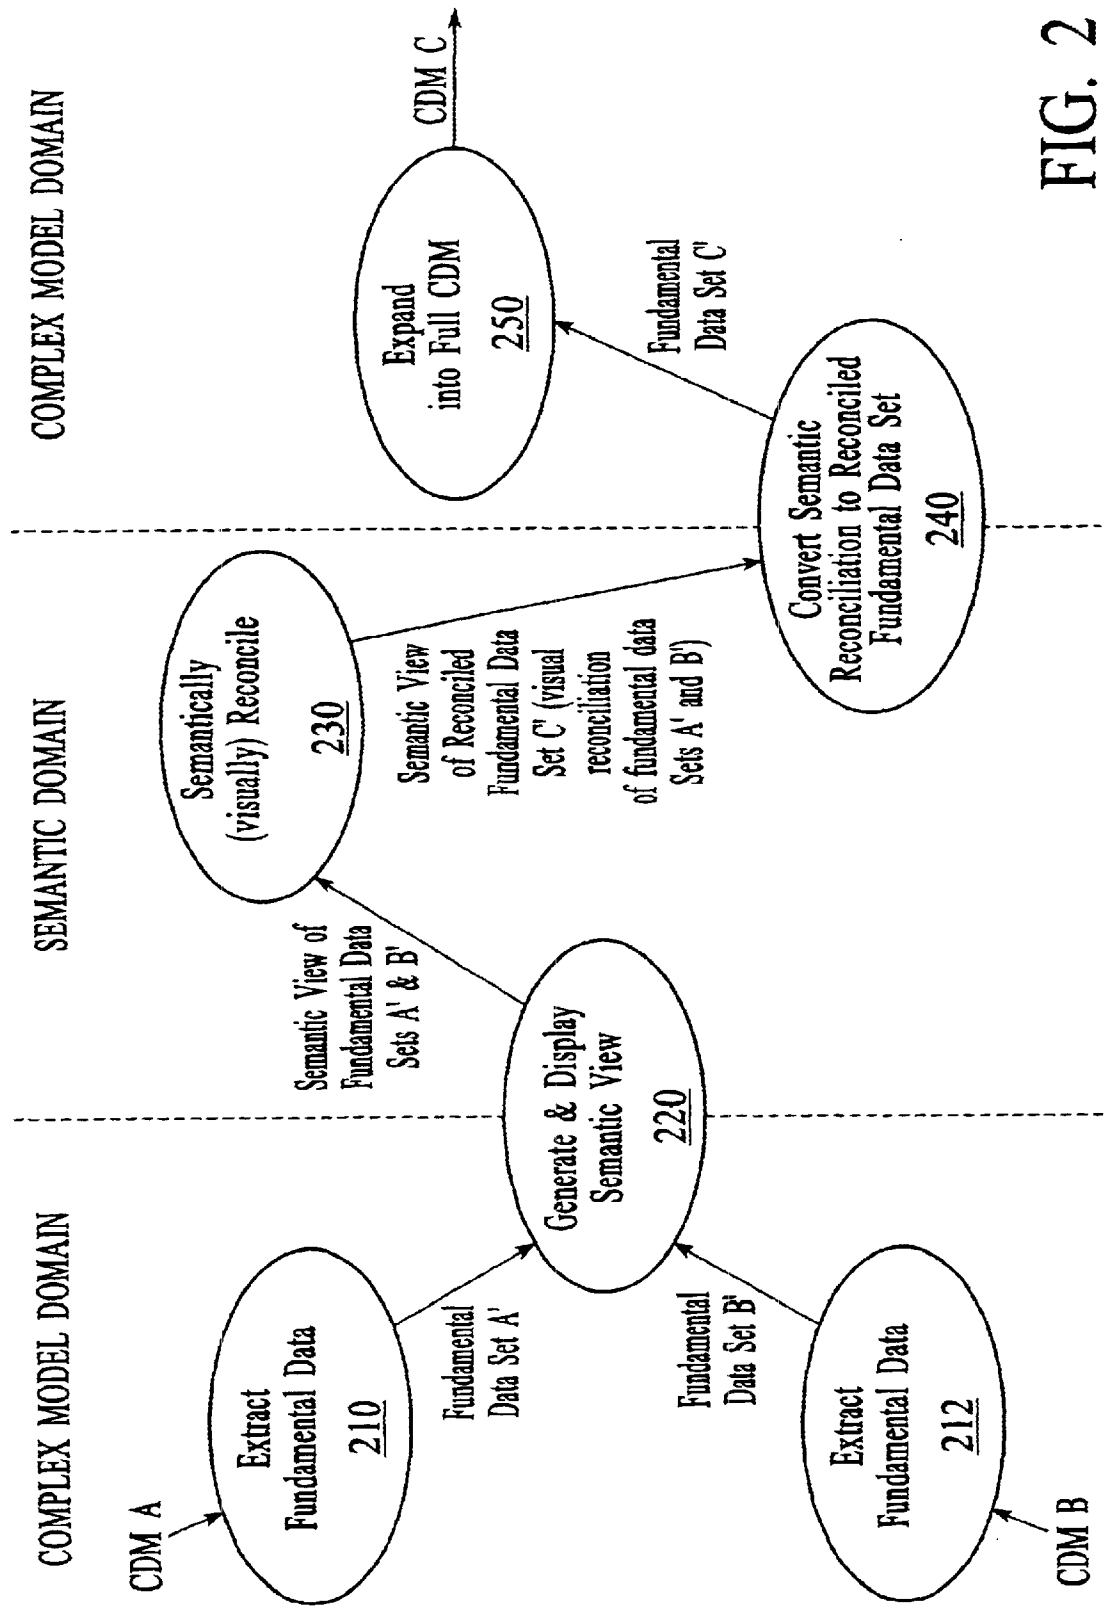 COMPLEX MODEL DOMAIN
SEMANTIC DOMAIN
COMPLEX MODEL DOMAIN
CDM A
Extract
Fundamental Data
210
Fundamental
Data Set A'
CDM B
Extract
Fundamental Data
212
Fundamental
Data Set B'
Generate & Display
Semantic View
220
Semantic View of
Fundamental Data
Sets A' & B'
Semantically
(visually) Reconcile
230
Semantic View
of Reconciled
Fundamental Data
Set C' (visual
reconciliation
of fundamental data
Sets A' and B')
Convert Semantic
Reconciliation to Reconciled
Fundamental Data Set
240
Fundamental
Data Set C'
Expand
into Full CDM
250
CDM C
FIG. 2